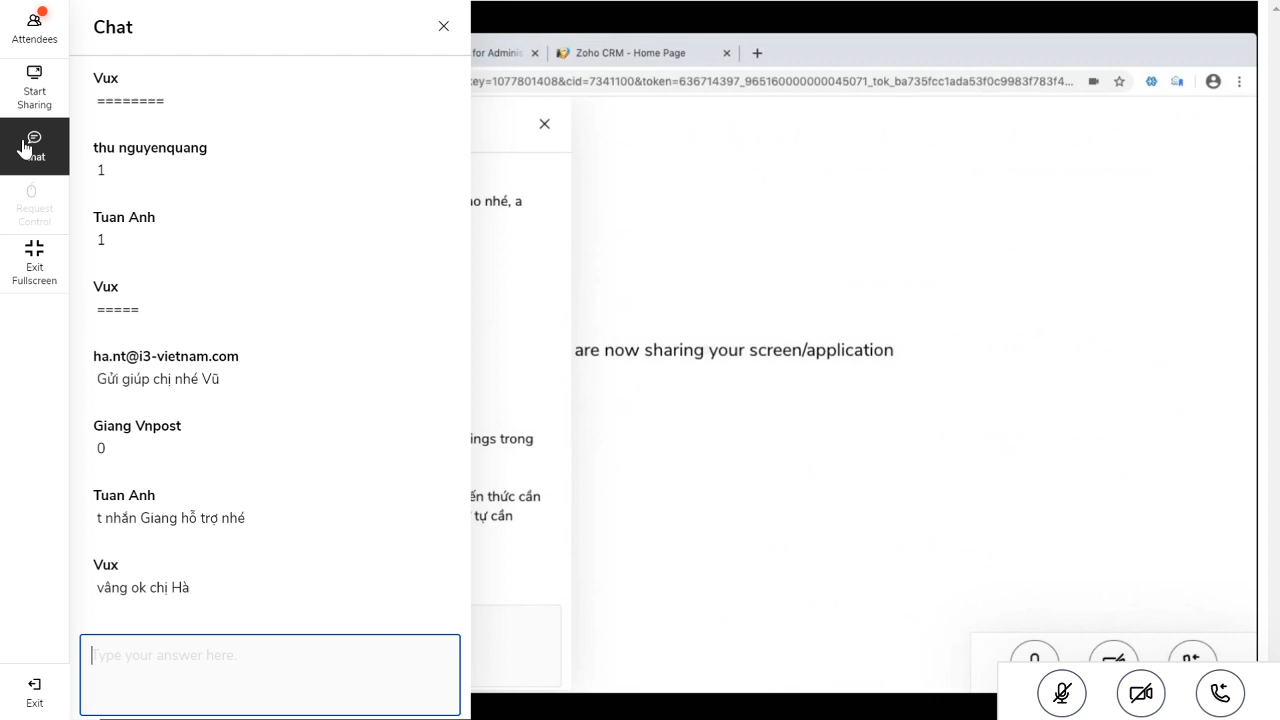 Attendees
Start
Sharing
Chat
Request
Control
Exit
Fullscreen
Exit
Chat
Vux
========
thu nguyenquang
1
Tuan Anh
1
Vux
=====
ha.nt@i3-vietnam.com
Gửi giúp chị nhé Vũ
Giang Vnpost
0
Tuan Anh
t nhắn Giang hỗ trợ nhé
Vux
vâng ok chị Hà
Type your answer here.
for Adminis
Zoho CRM - Home Page
key=1077801408&cid=7341100&token=636714397_965160000000045071_tok_ba735fcc1ada53f0c9983f783f4...
nhé, a
are now sharing your screen/application
ings trong
thức cần
tự cần